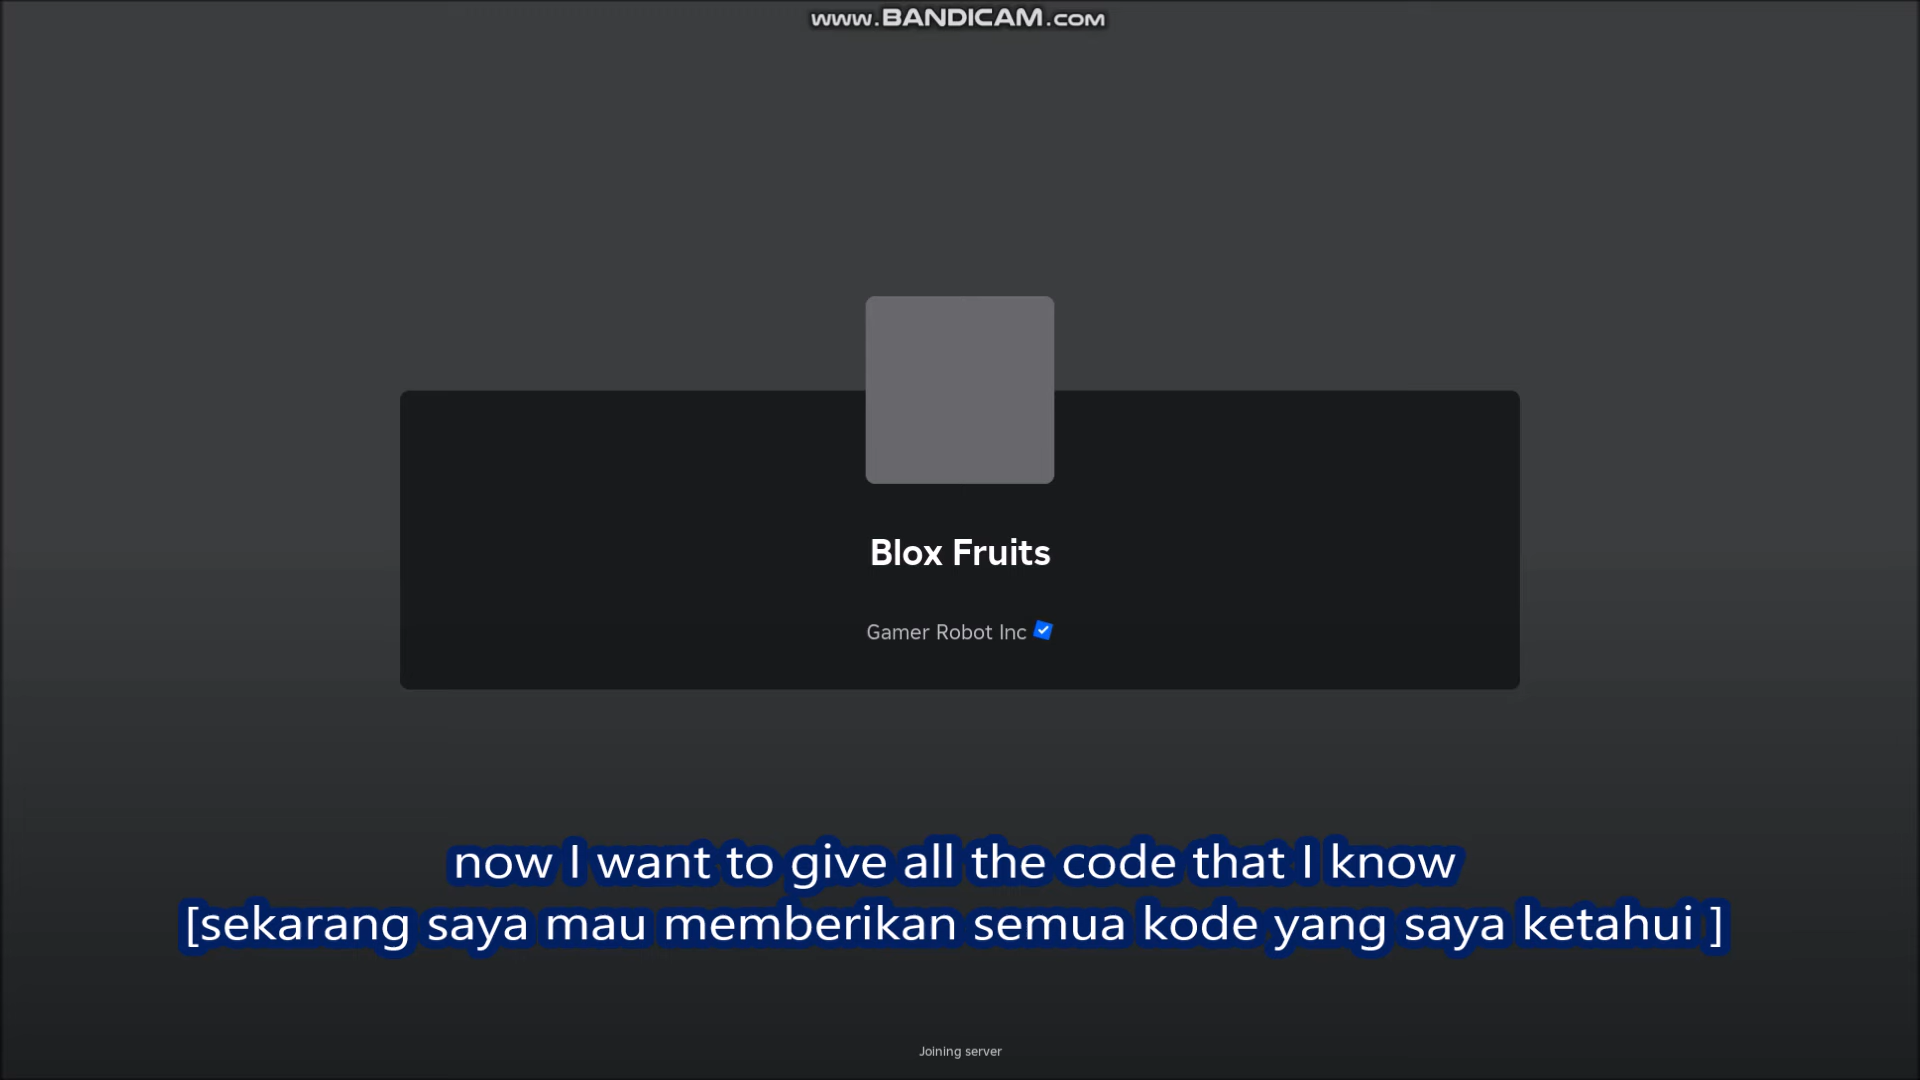 www.BANDICAM.com
Blox Fruits
Gamer Robot Inc
now I want to give all the code that I know
[sekarang saya mau memberikan semua kode yang saya ketahui ]
Joining server